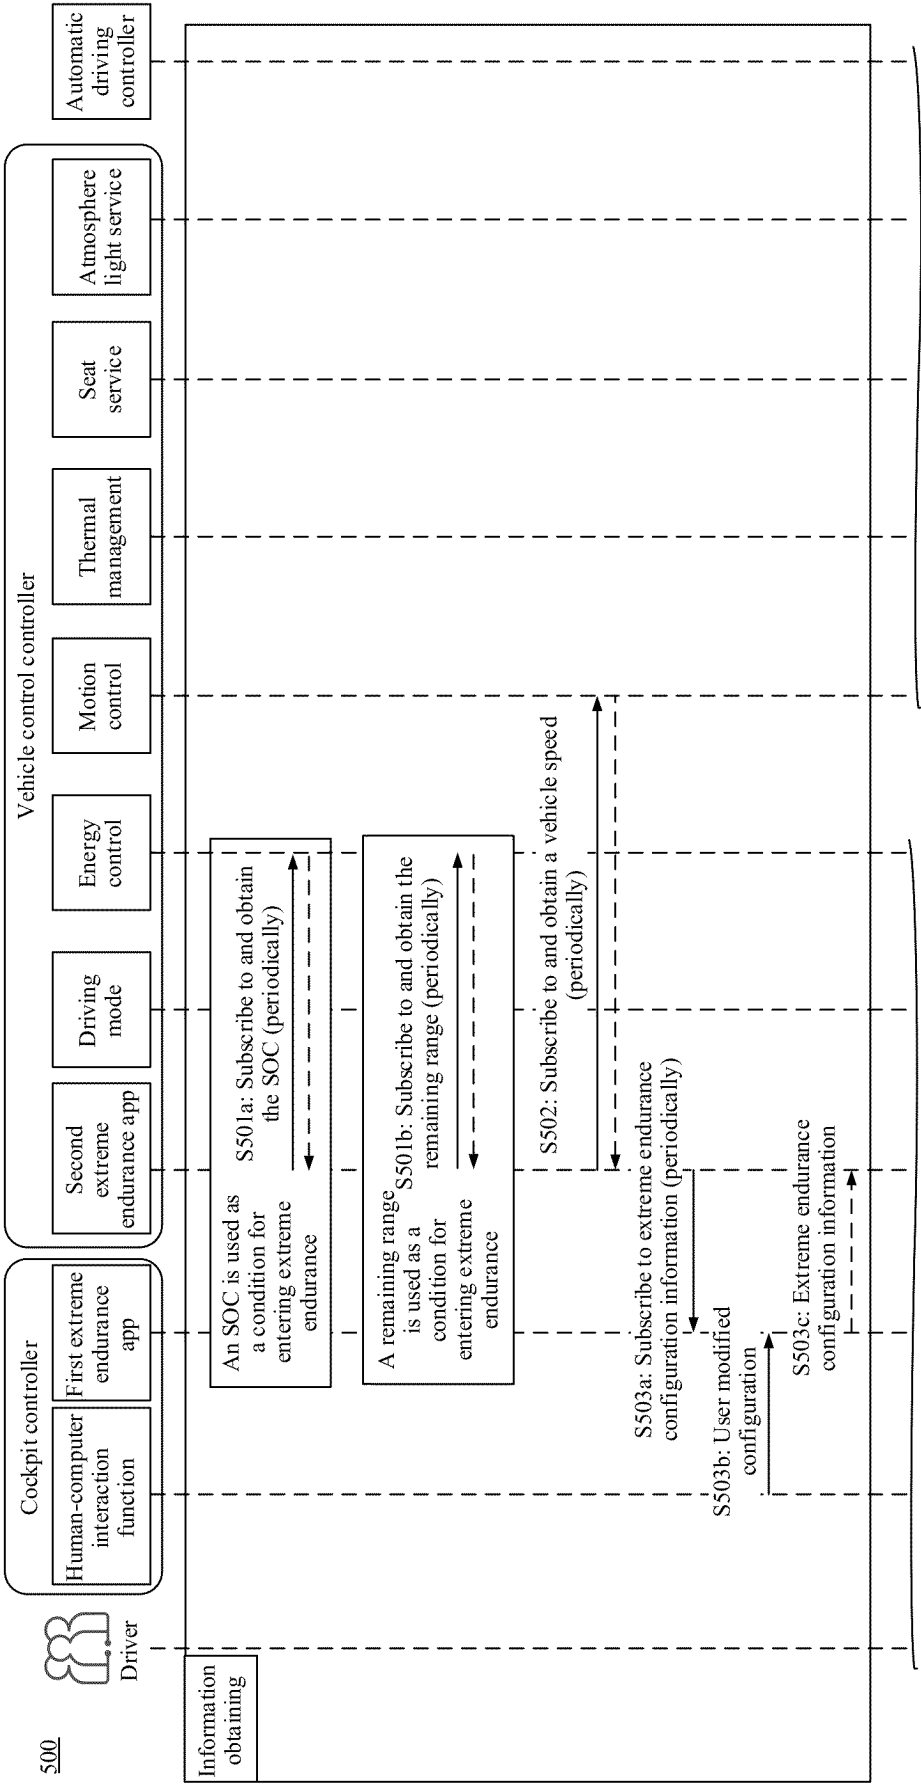 500
Driver
Cockpit controller
Human-computer
interaction
function
First extreme
endurance
app
Vehicle control controller
Second
extreme
endurance app
Driving
mode
Energy
control
Motion
control
Thermal
management
Seat
service
Atmosphere
light service
Automatic
driving
controller
Information
obtaining
An SOC is used as
a condition for
entering extreme
endurance
S501a: Subscribe to and obtain
the SOC (periodically)
A remaining range
is used as a
condition for
entering extreme
endurance
S501b: Subscribe to and obtain the
remaining range (periodically)
S502: Subscribe to and obtain a vehicle speed
(periodically)
S503a: Subscribe to extreme endurance
configuration information (periodically)
S503b: User modified
configuration
S503c: Extreme endurance
configuration information